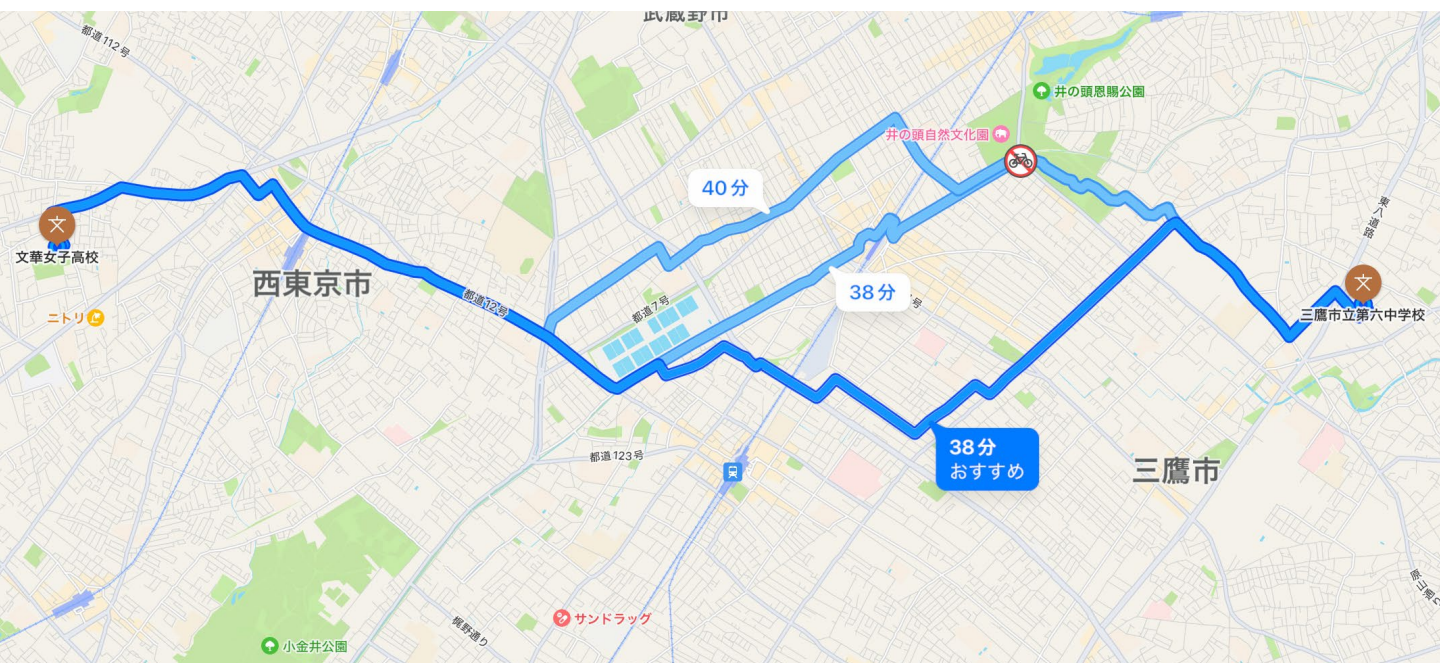 武蔵野市
都道112号
井の頭恩賜公園
井の頭自然文化園
40分
東八道路
文華女子高校
西東京市
38分
都道12号
都道7号
号
三鷹市立第六中学校
ニトリ
38分
おすすめ
都道123号
三鷹市
サンドラッグ
梶野通り
小金井公園